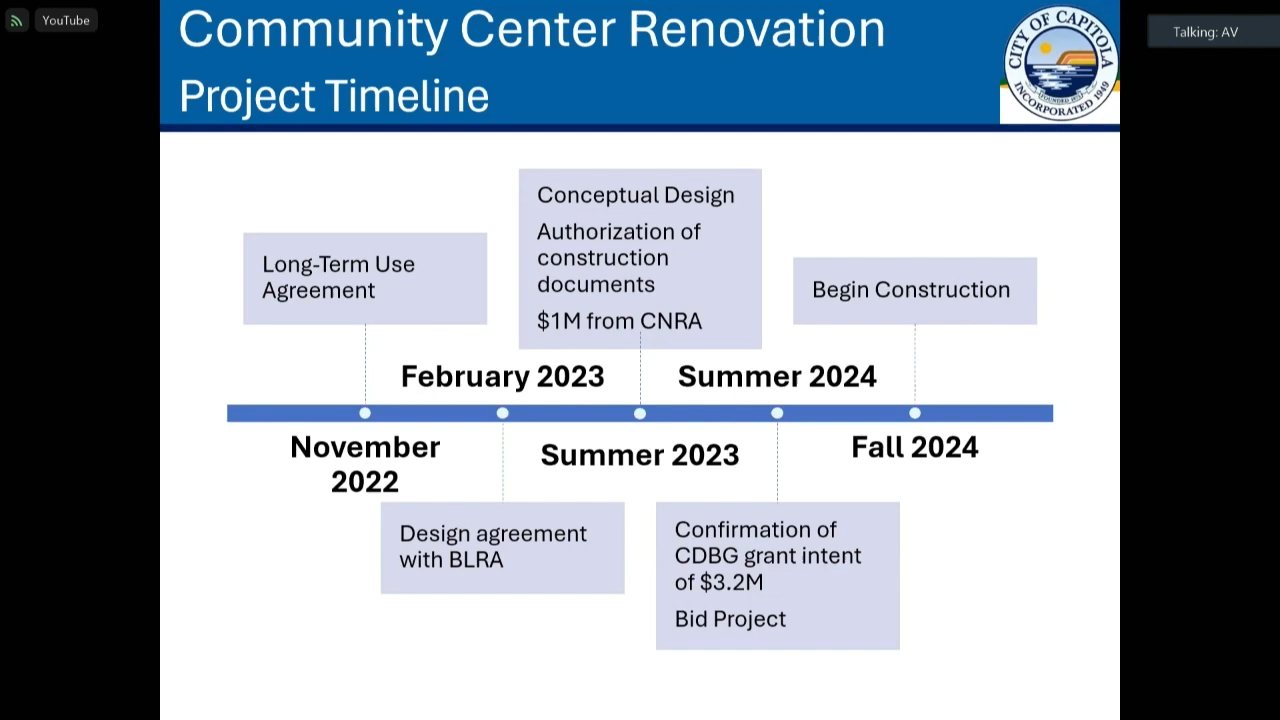 YouTube
Talking: AV
Community Center Renovation
Project Timeline
CITY OF CAPITOLA
INCORPORATED 1949
Conceptual Design
Authorization of
construction
documents
$1M from CNRA
Long-Term Use
Agreement
Begin Construction
February 2023
Summer 2024
November
2022
Summer 2023
Fall 2024
Design agreement
with BLRA
Confirmation of
CDBG grant intent
of $3.2M
Bid Project